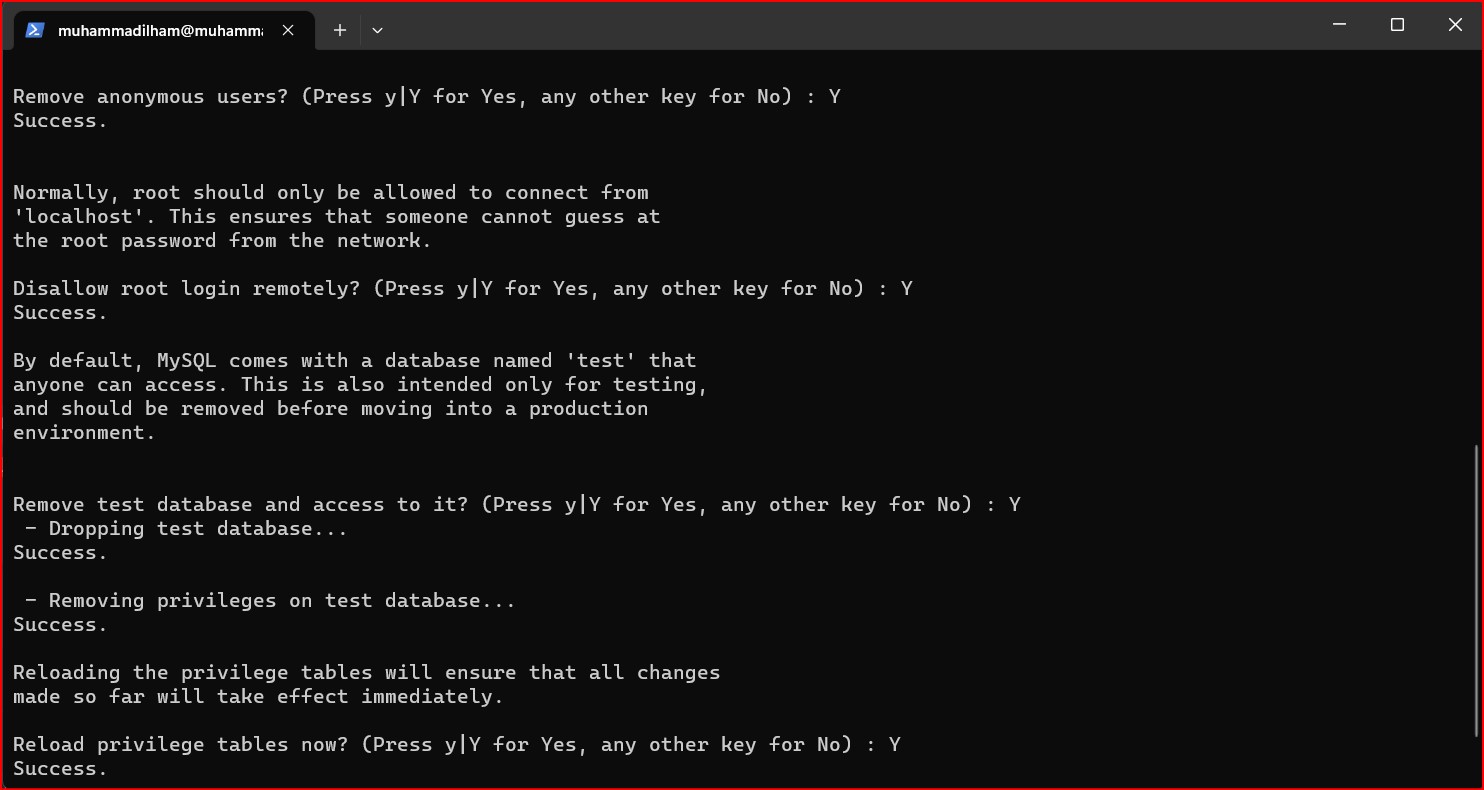 muhammadilham@muhamm
Remove anonymous users? (Press y|Y for Yes, any other key for No) : Y
Success.
Normally, root should only be allowed to connect from
'localhost'. This ensures that someone cannot guess at
the root password from the network.
Disallow root login remotely? (Press y|Y for Yes, any other key for No) : Y
Success.
By default, MySQL comes with a database named 'test' that
anyone can access. This is also intended only for testing,
and should be removed before moving into a production
environment.
Remove test database and access to it? (Press y|Y for Yes, any other key for No) : Y
- Dropping test database...
Success.
- Removing privileges on test database...
Success.
Reloading the privilege tables will ensure that all changes
made so far will take effect immediately.
Reload privilege tables now? (Press y|Y for Yes, any other key for No) : Y
Success.